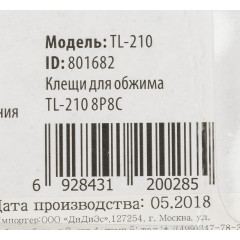 Модель: TL-210
ID: 801682
Клещи для обжима
ния TL-210 8P8C
6 928431 200285
Дата производства: 05.2018
Импортер:ООО «ДиДиЭс»,127254, г. Москва, ул.